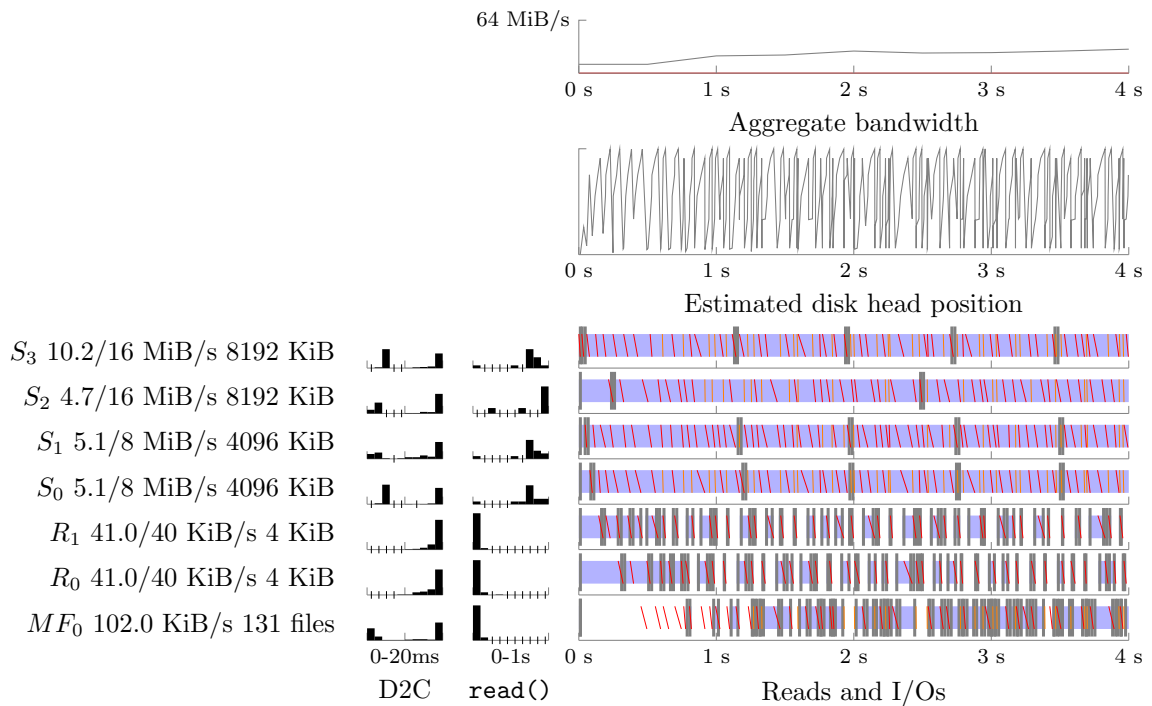 64 MiB/s
0 s 1 s 2 s 3 s 4 s
Aggregate bandwidth
0 s 1 s 2 s 3 s 4 s
Estimated disk head position
S₃ 10.2/16 MiB/s 8192 KiB
S₂ 4.7/16 MiB/s 8192 KiB
S₁ 5.1/8 MiB/s 4096 KiB
S₀ 5.1/8 MiB/s 4096 KiB
R₁ 41.0/40 KiB/s 4 KiB
R₀ 41.0/40 KiB/s 4 KiB
MF₀ 102.0 KiB/s 131 files
0-20ms 0-1s 0 s 1 s 2 s 3 s 4 s
D2C read() Reads and I/Os